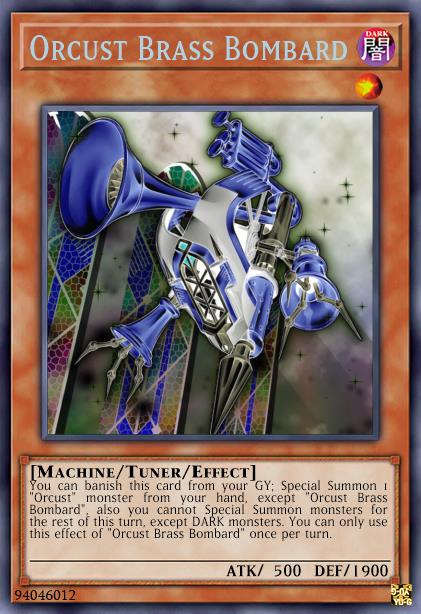 ORCUST BRASS BOMBARD
DARK
闇
[MACHINE/TUNER/EFFECT]
You can banish this card from your GY; Special Summon 1
"Orcust" monster from your hand, except "Orcust Brass
Bombard", also you cannot Special Summon monsters for
the rest of this turn, except DARK monsters. You can only use
this effect of "Orcust Brass Bombard" once per turn.
ATK/ 500 DEF/1900
94046012